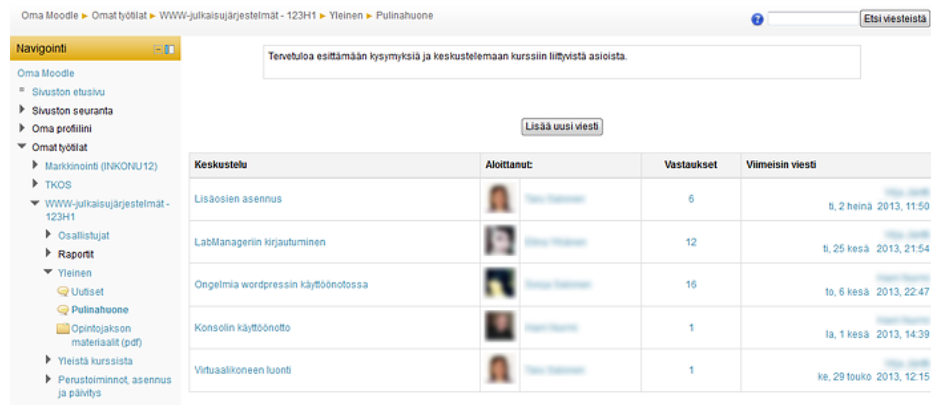 Oma Moodle ► Omat työtilat ► WWW-julkaisujärjestelmät - 123H1 ► Yleinen ► Pulinahuone
Etsi viesteistä
Navigointi
Oma Moodle
Sivuston etusivu
Sivuston seuranta
Oma profiilini
Omat työtilat
Markkinointi (INKONU12)
TKOS
WWW-julkaisujärjestelmät -
123H1
Osallistujat
Raportit
Yleinen
Uutiset
Pulinahuone
Opintojakson
materiaalit (pdf)
Yleistä kurssista
Perustoiminnot, asennus
ja päivitys
Tervetuloa esittämään kysymyksiä ja keskustelemaan kurssiin liittyvistä asioista.
Lisää uusi viesti
Keskustelu Aloittanut: Vastaukset Viimeisin viesti
Lisäosien asennus 6
ti, 2 heinä 2013, 11:50
LabManageriin kirjautuminen 12
ti, 25 kesä 2013, 21:54
Ongelmia wordpressin käyttöönotossa 16
to, 6 kesä 2013, 22:47
Konsolin käyttöönotto 1
la, 1 kesä 2013, 14:39
Virtuaalikoneen luonti 1
ke, 29 touko 2013, 12:15